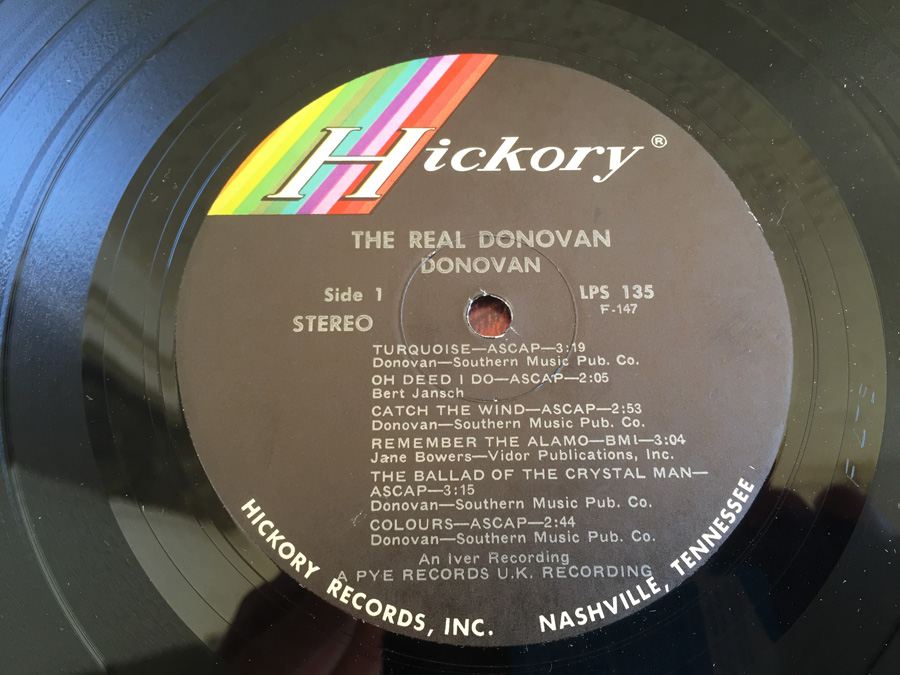 Hickory®
THE REAL DONOVAN
DONOVAN
Side 1
STEREO
LPS 135
F-147
TURQUOISE—ASCAP—3:19
Donovan—Southern Music Pub. Co.
OH DEED I DO—ASCAP—2:05
Bert Jansch
CATCH THE WIND—ASCAP—2:53
Donovan—Southern Music Pub. Co.
REMEMBER THE ALAMO—BMI—3:04
Jane Bowers—Vidor Publications, Inc.
THE BALLAD OF THE CRYSTAL MAN—
ASCAP—3:15
Donovan—Southern Music Pub. Co.
COLOURS—ASCAP—2:44
Donovan—Southern Music Pub. Co.
An Iver Recording
A PYE RECORDS U.K. RECORDING
HICKORY RECORDS, INC. NASHVILLE, TENNESSEE